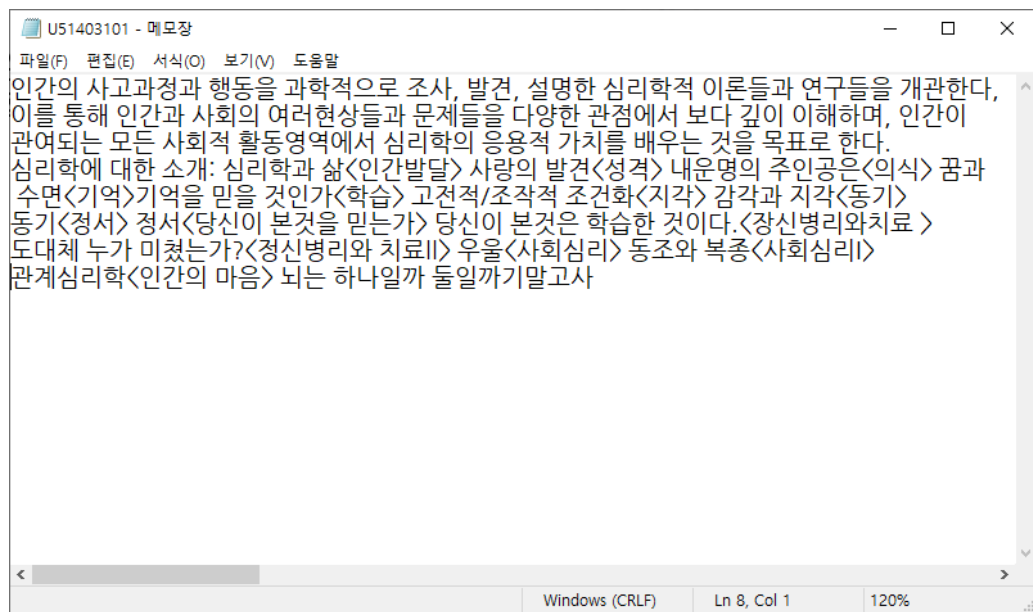 U51403101 - 메모장
파일(F) 편집(E) 서식(O) 보기(V) 도움말
인간의 사고과정과 행동을 과학적으로 조사, 발견, 설명한 심리학적 이론들과 연구들을 개관한다,
이를 통해 인간과 사회의 여러현상들과 문제들을 다양한 관점에서 보다 깊이 이해하며, 인간이
관여되는 모든 사회적 활동영역에서 심리학의 응용적 가치를 배우는 것을 목표로 한다.
심리학에 대한 소개: 심리학과 삶<인간발달> 사랑의 발견<성격> 내운명의 주인공은<의식> 꿈과
수면<기억>기억을 믿을 것인가<학습> 고전적/조작적 조건화<지각> 감각과 지각<동기>
동기<정서> 정서<당신이 본것을 믿는가> 당신이 본것은 학습한 것이다.<장신병리와치료 >
도대체 누가 미쳤는가?<정신병리와 치료II> 우울<사회심리> 동조와 복종<사회심리I>
관계심리학<인간의 마음> 뇌는 하나일까 둘일까기말고사
Windows (CRLF) Ln 8, Col 1 120%